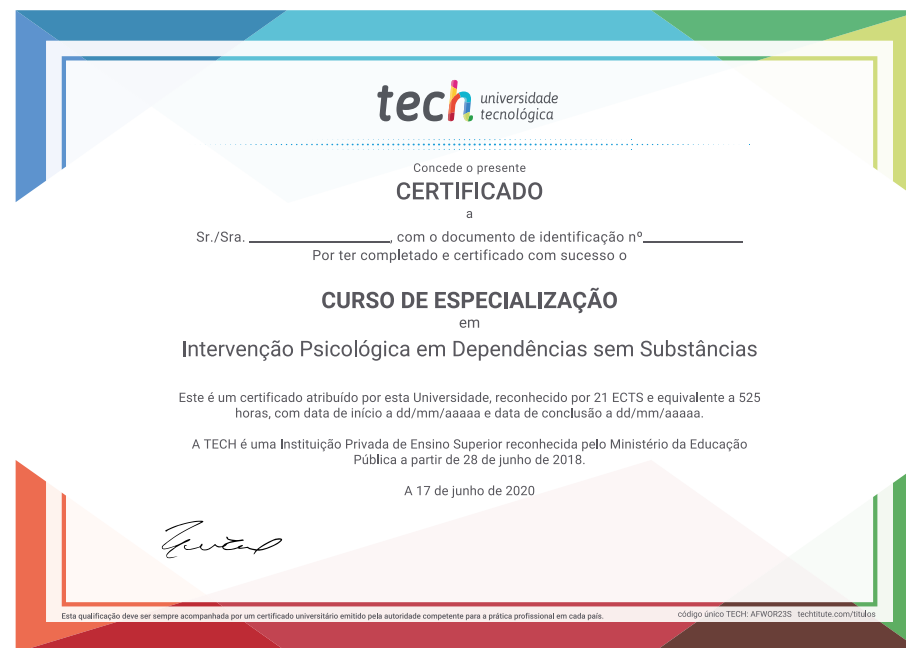 tech universidade
tecnológica
Concede o presente
CERTIFICADO
a
Sr./Sra. ____________________, com o documento de identificação nº______________
Por ter completado e certificado com sucesso o
CURSO DE ESPECIALIZAÇÃO
em
Intervenção Psicológica em Dependências sem Substâncias
Este é um certificado atribuído por esta Universidade, reconhecido por 21 ECTS e equivalente a 525
horas, com data de início a dd/mm/aaaaa e data de conclusão a dd/mm/aaaaa.
A TECH é uma Instituição Privada de Ensino Superior reconhecida pelo Ministério da Educação
Pública a partir de 28 de junho de 2018.
A 17 de junho de 2020
Esta qualificação deve ser sempre acompanhada por um certificado universitário emitido pela autoridade competente para a prática profissional em cada país.
código único TECH: AFWOR23S techtitute.com/titulos